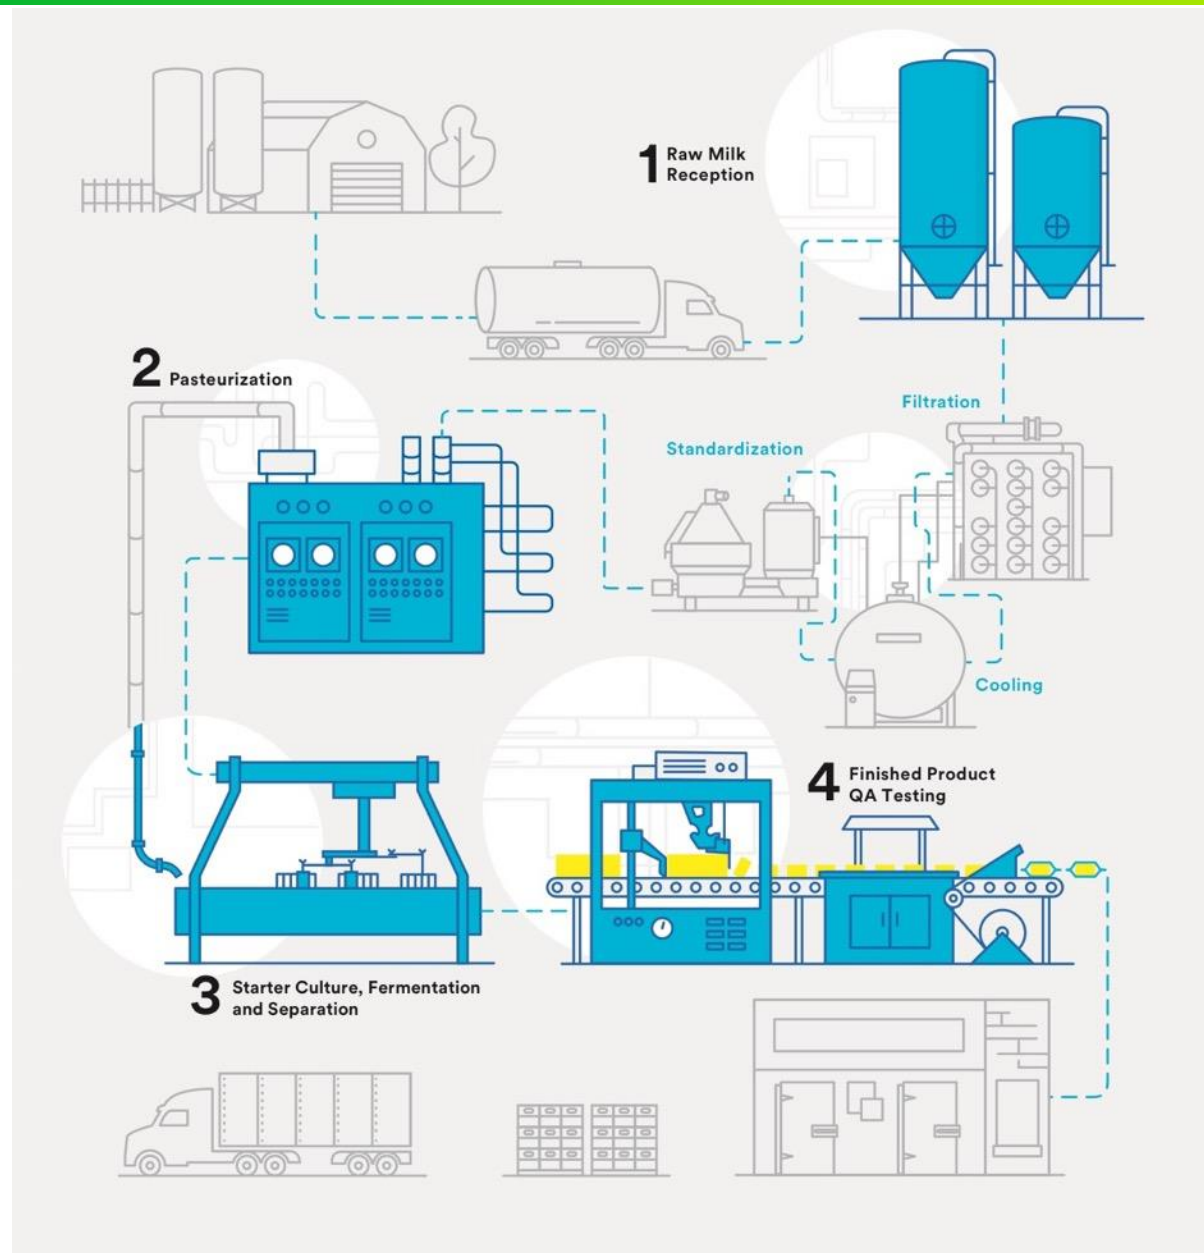 1 Raw Milk
Reception
Filtration
Standardization
Cooling
2 Pasteurization
3 Starter Culture, Fermentation
and Separation
4 Finished Product
QA Testing